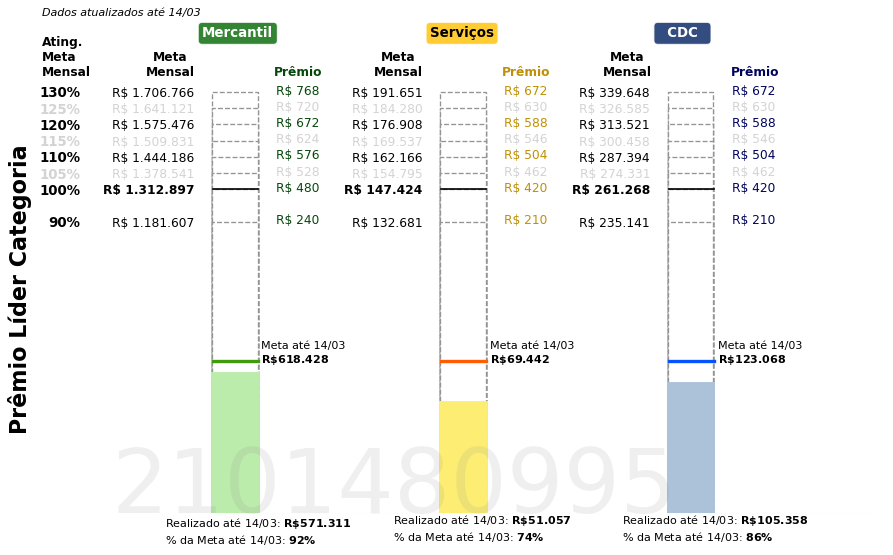 Dados atualizados até 14/03
Mercantil Serviços CDC
Ating. Meta Mensal Meta Mensal Prêmio Meta Mensal Prêmio Meta Mensal Prêmio
130% R$ 1.706.766 R$ 768 R$ 191.651 R$ 672 R$ 339.648 R$ 672
125% R$ 1.641.121 R$ 720 R$ 184.280 R$ 630 R$ 326.585 R$ 630
120% R$ 1.575.476 R$ 672 R$ 176.908 R$ 588 R$ 313.521 R$ 588
115% R$ 1.509.831 R$ 624 R$ 169.537 R$ 546 R$ 300.458 R$ 546
110% R$ 1.444.186 R$ 576 R$ 162.166 R$ 504 R$ 287.394 R$ 504
105% R$ 1.378.541 R$ 528 R$ 154.795 R$ 462 R$ 274.331 R$ 462
100% R$ 1.312.897 R$ 480 R$ 147.424 R$ 420 R$ 261.268 R$ 420
90% R$ 1.181.607 R$ 240 R$ 132.681 R$ 210 R$ 235.141 R$ 210
Prêmio Líder Categoria
Meta até 14/03 Meta até 14/03 Meta até 14/03
R$618.428 R$69.442 R$123.068
2101480995
Realizado até 14/03: R$571.311 Realizado até 14/03: R$51.057 Realizado até 14/03: R$105.358
% da Meta até 14/03: 92% % da Meta até 14/03: 74% % da Meta até 14/03: 86%